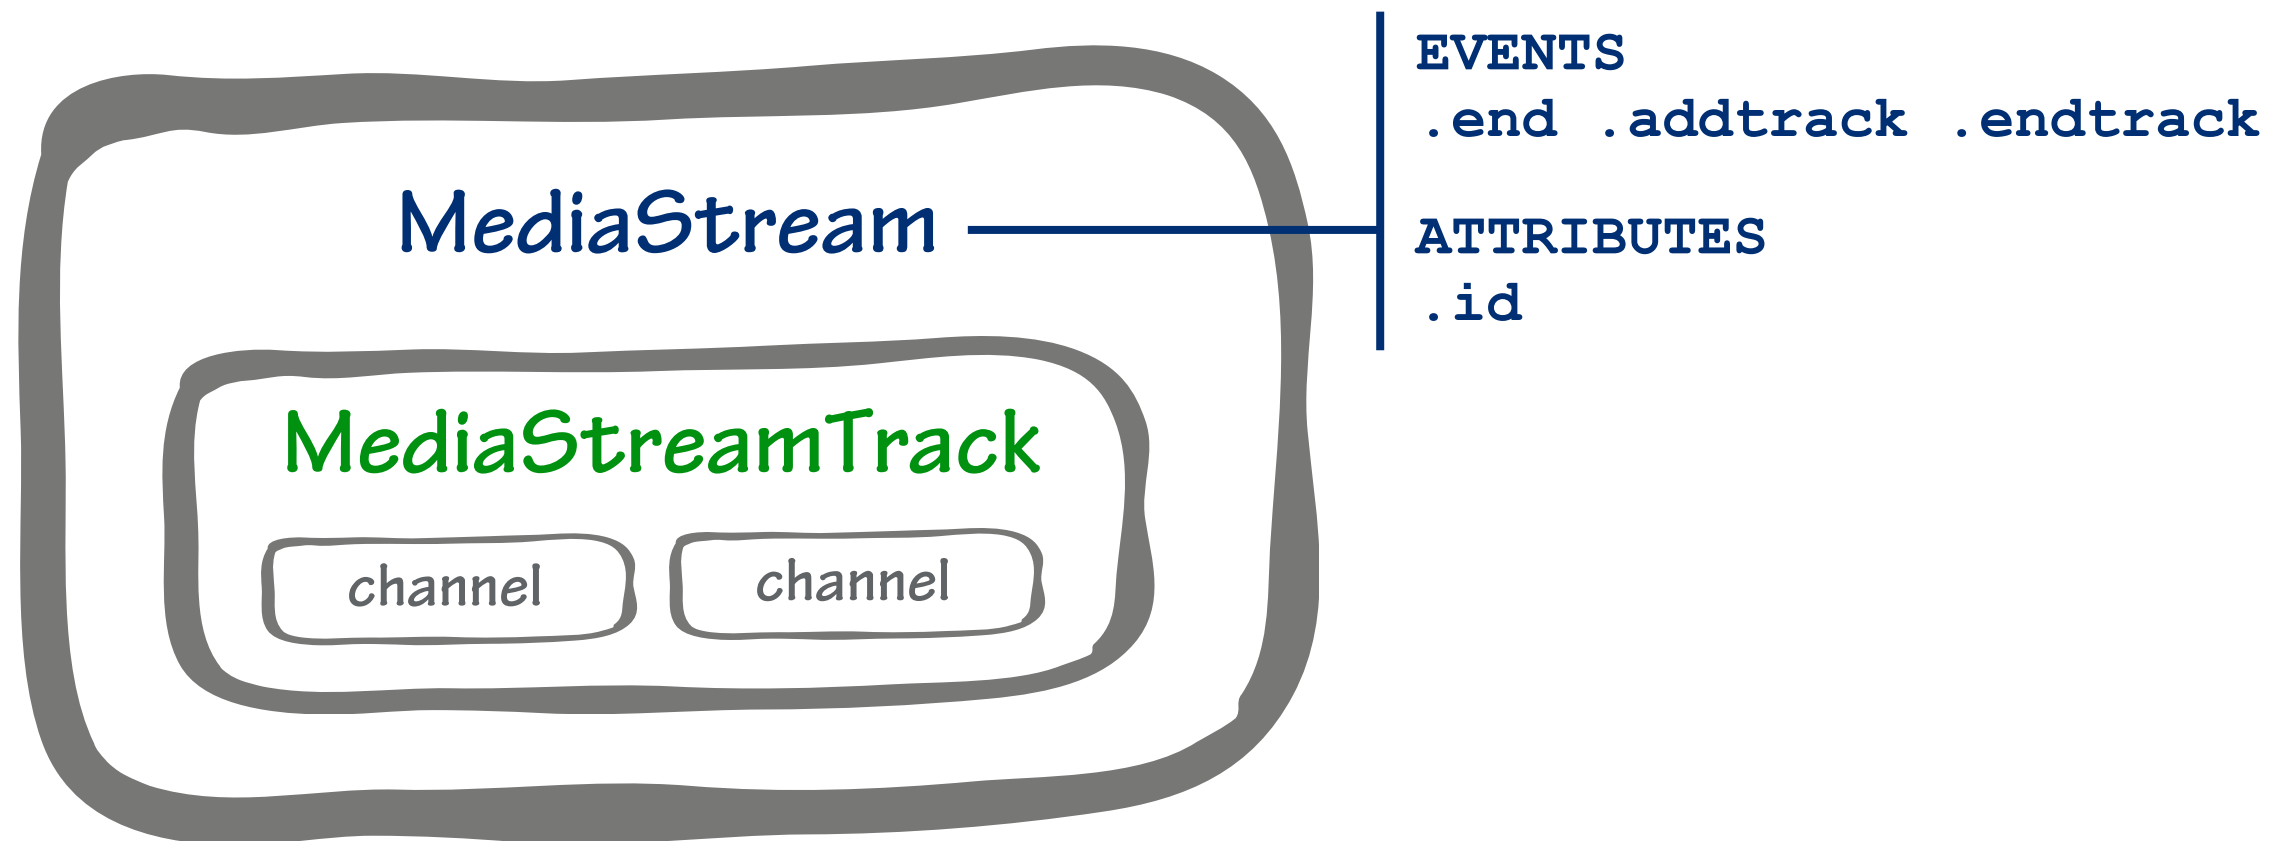 EVENTS
.end .addtrack .endtrack
MediaStream
ATTRIBUTES
.id
MediaStreamTrack
channel
channel